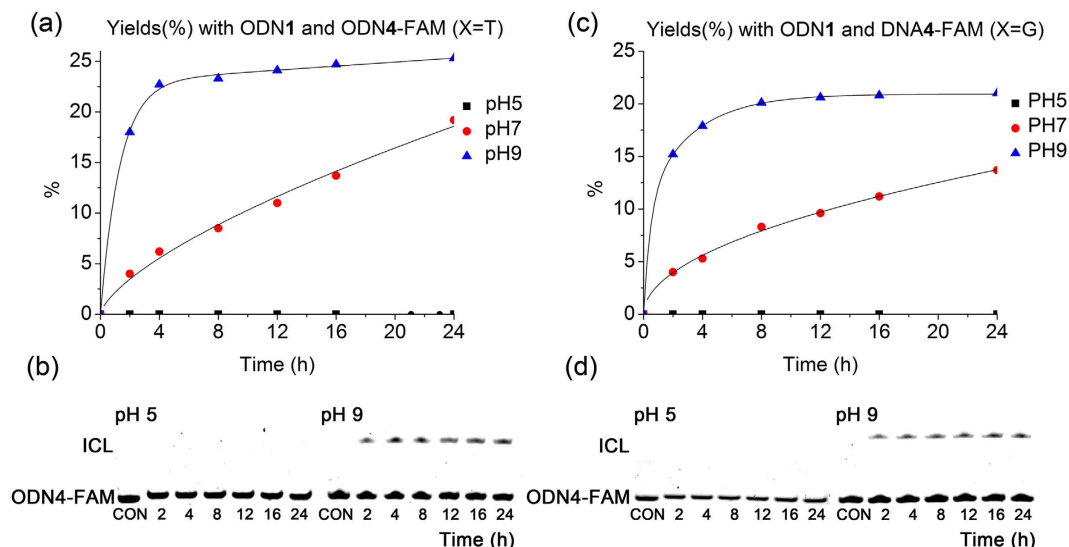 (a)
Yields(%) with ODN1 and ODN4-FAM (X=T)
25
20
15
10
5
0
%
pH5
pH7
pH9
0 4 8 12 16 20 24
Time (h)
(c)
Yields(%) with ODN1 and DNA4-FAM (X=G)
25
20
15
10
5
0
%
PH5
PH7
PH9
0 4 8 12 16 20 24
Time (h)
(b)
pH 5 pH 9
ICL
ODN4-FAM
CON 2 4 8 12 16 24 CON 2 4 8 12 16 24
Time (h)
(d)
pH 5 pH 9
ICL
ODN4-FAM
CON 2 4 8 12 16 24 CON 2 4 8 12 16 24
Time (h)